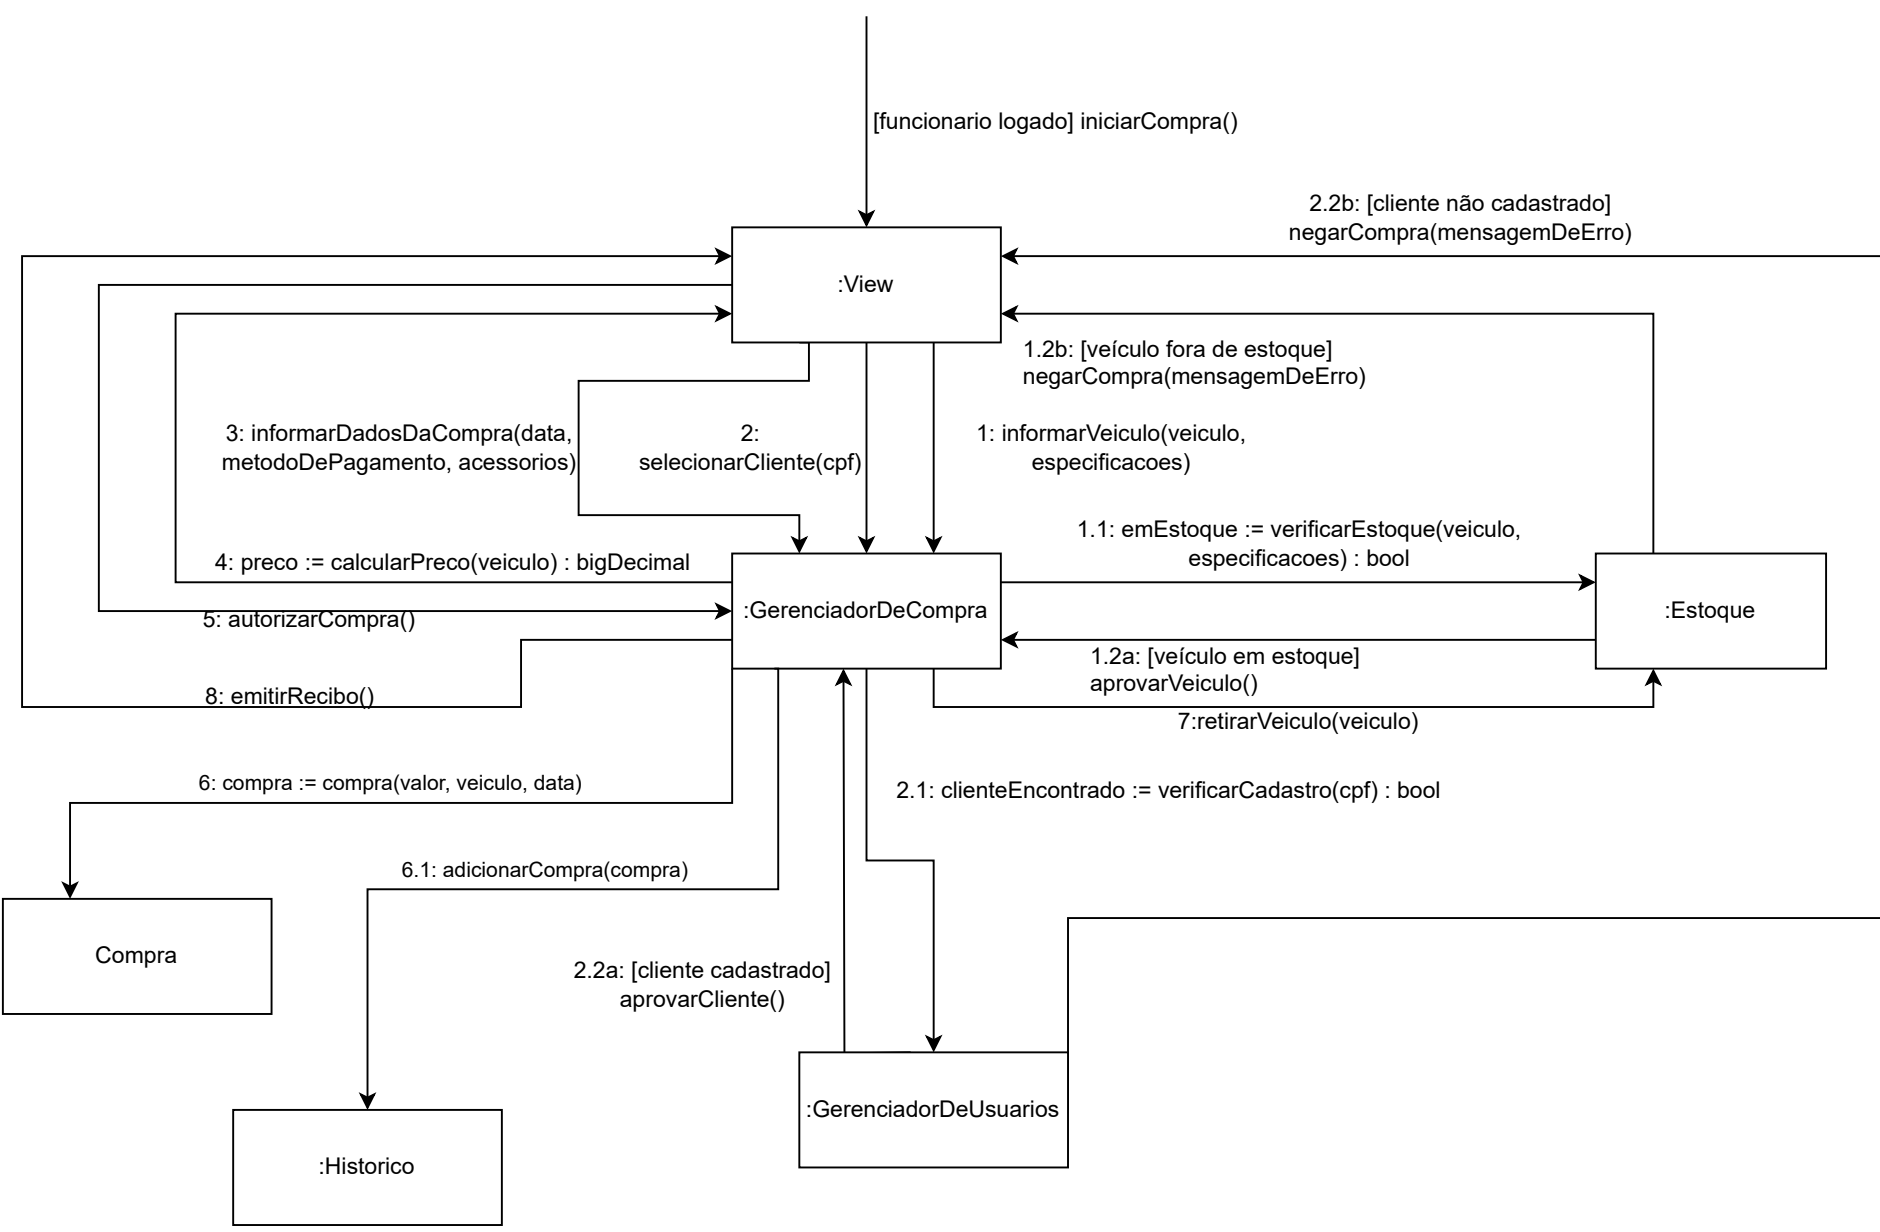 [funcionario logado] iniciarCompra()
2.2b: [cliente não cadastrado]
negarCompra(mensagemDeErro)
:View
1.2b: [veículo fora de estoque]
negarCompra(mensagemDeErro)
3: informarDadosDaCompra(data,
metodoDePagamento, acessorios)
2:
selecionarCliente(cpf)
1: informarVeiculo(veiculo,
especificacoes)
1.1: emEstoque := verificarEstoque(veiculo,
especificacoes) : bool
4: preco := calcularPreco(veiculo) : bigDecimal
:GerenciadorDeCompra
:Estoque
5: autorizarCompra()
1.2a: [veículo em estoque]
aprovarVeiculo()
8: emitirRecibo()
7:retirarVeiculo(veiculo)
6: compra := compra(valor, veiculo, data)
2.1: clienteEncontrado := verificarCadastro(cpf) : bool
6.1: adicionarCompra(compra)
Compra
2.2a: [cliente cadastrado]
aprovarCliente()
:GerenciadorDeUsuarios
:Historico